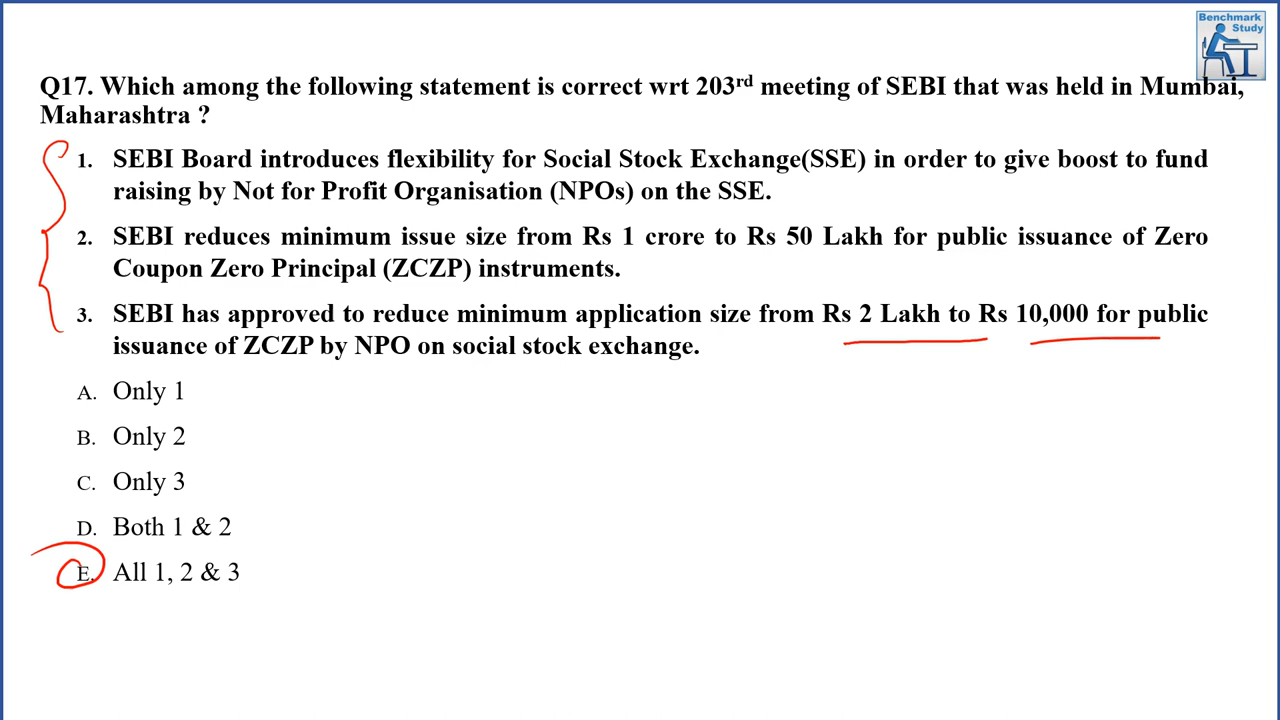 Benchmark
Study
Q17. Which among the following statement is correct wrt 203rd meeting of SEBI that was held in Mumbai,
Maharashtra ?
1. SEBI Board introduces flexibility for Social Stock Exchange(SSE) in order to give boost to fund
raising by Not for Profit Organisation (NPOs) on the SSE.
2. SEBI reduces minimum issue size from Rs 1 crore to Rs 50 Lakh for public issuance of Zero
Coupon Zero Principal (ZCZP) instruments.
3. SEBI has approved to reduce minimum application size from Rs 2 Lakh to Rs 10,000 for public
issuance of ZCZP by NPO on social stock exchange.
A. Only 1
B. Only 2
C. Only 3
D. Both 1 & 2
E. All 1, 2 & 3